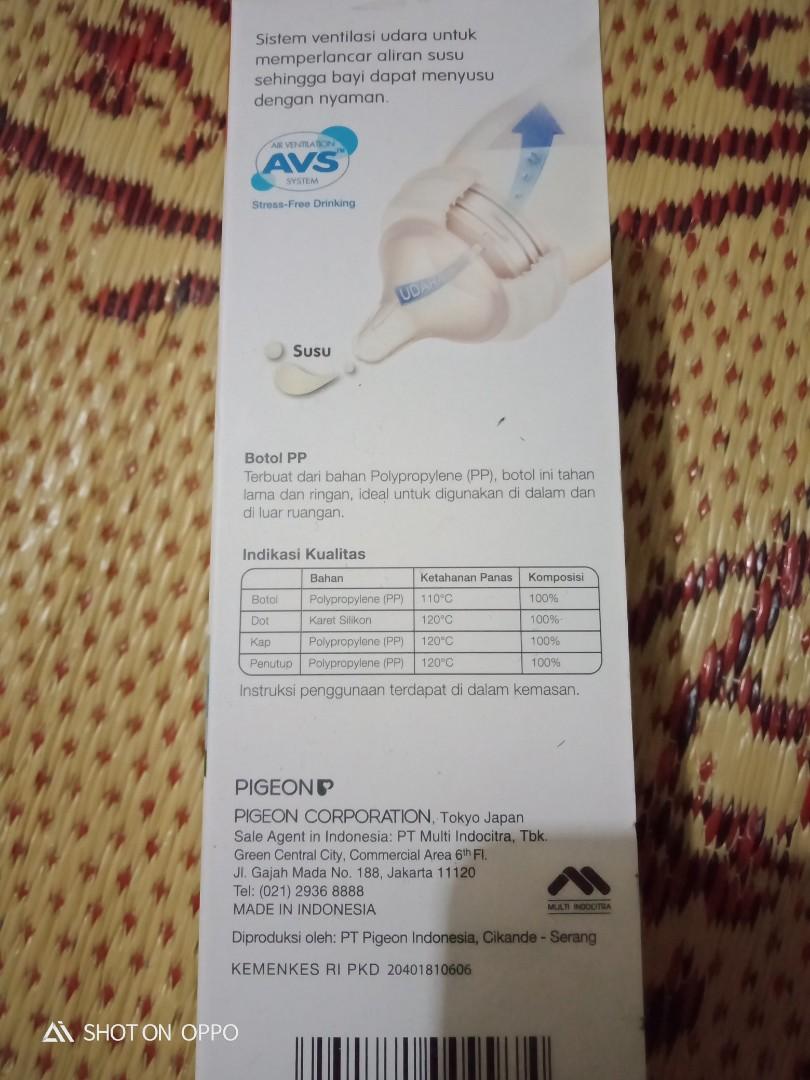 Sistem ventilasi udara untuk
memperlancar aliran susu
sehingga bayi dapat menyusu
dengan nyaman.
AIR VENTILATION
AVS™
SYSTEM
Stress-Free Drinking
UDARA
Susu
Botol PP
Terbuat dari bahan Polypropylene (PP), botol ini tahan
lama dan ringan, ideal untuk digunakan di dalam dan
di luar ruangan.
Indikasi Kualitas
Bahan Ketahanan Panas Komposisi
Botol Polypropylene (PP) 110°C 100%
Dot Karet Silikon 120°C 100%
Kap Polypropylene (PP) 120°C 100%
Penutup Polypropylene (PP) 120°C 100%
Instruksi penggunaan terdapat di dalam kemasan.
PIGEON
PIGEON CORPORATION, Tokyo Japan
Sale Agent in Indonesia: PT Multi Indocitra, Tbk.
Green Central City, Commercial Area 6th Fl.
Jl. Gajah Mada No. 188, Jakarta 11120
Tel: (021) 2936 8888
MADE IN INDONESIA
MULTI INDOCITRA
Diproduksi oleh: PT Pigeon Indonesia, Cikande - Serang
KEMENKES RI PKD 20401810606
SHOT ON OPPO